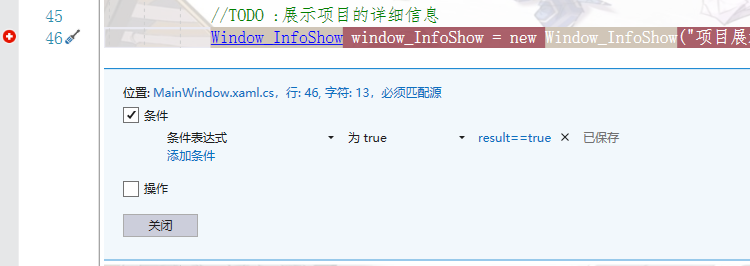 45 //TODO :展示项目的详细信息
46 Window_InfoShow window_InfoShow = new Window_InfoShow("项目展
位置: MainWindow.xaml.cs，行: 46, 字符: 13，必须匹配源
条件
条件表达式 为 true result==true × 已保存
添加条件
操作
关闭